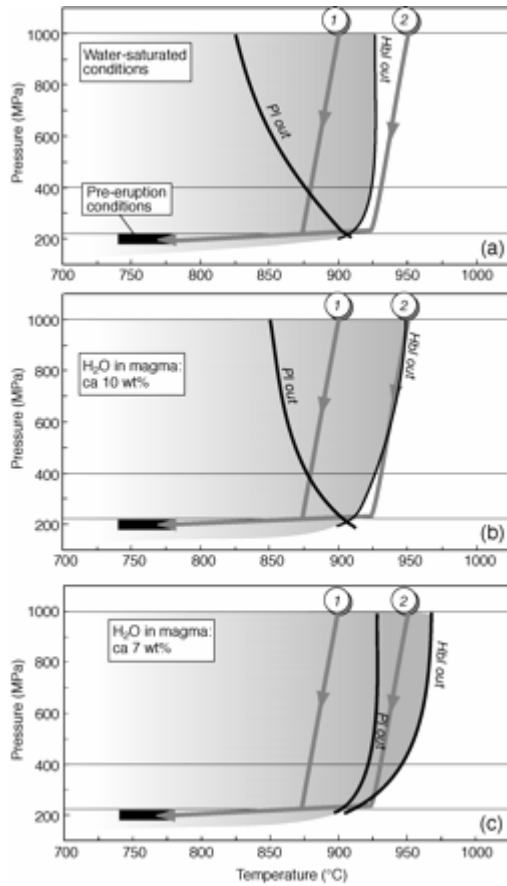 1
2
1000
Water-saturated
conditions
Hbl out
800
Pl out
600
Pressure (MPa)
400
Pre-eruption
conditions
200
(a)
700 750 800 850 900 950 1000
1
2
1000
Hbl out
800
H₂O in magma:
ca 10 wt%
Pl out
600
Pressure (MPa)
400
200
(b)
700 750 800 850 900 950 1000
1
2
1000
H₂O in magma:
ca 7 wt%
Hbl out
800
Pl out
600
Pressure (MPa)
400
200
(c)
700 750 800 850 900 950 1000
Temperature (°C)